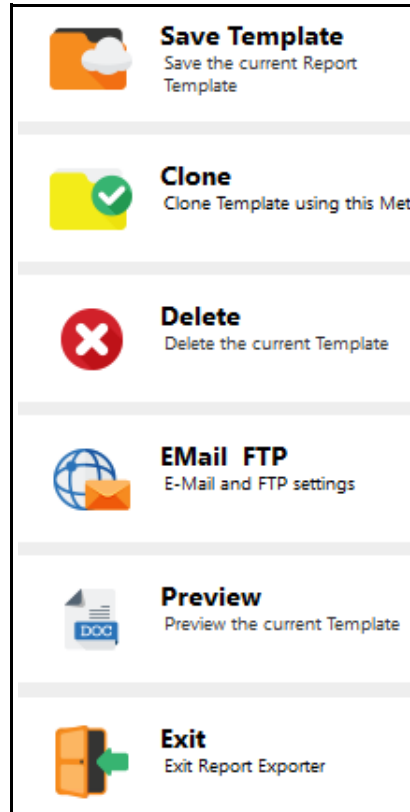 Save Template
Save the current Report
Template
Clone
Clone Template using this Met
Delete
Delete the current Template
EMail FTP
E-Mail and FTP settings
Preview
DOC
Preview the current Template
Exit
Exit Report Exporter